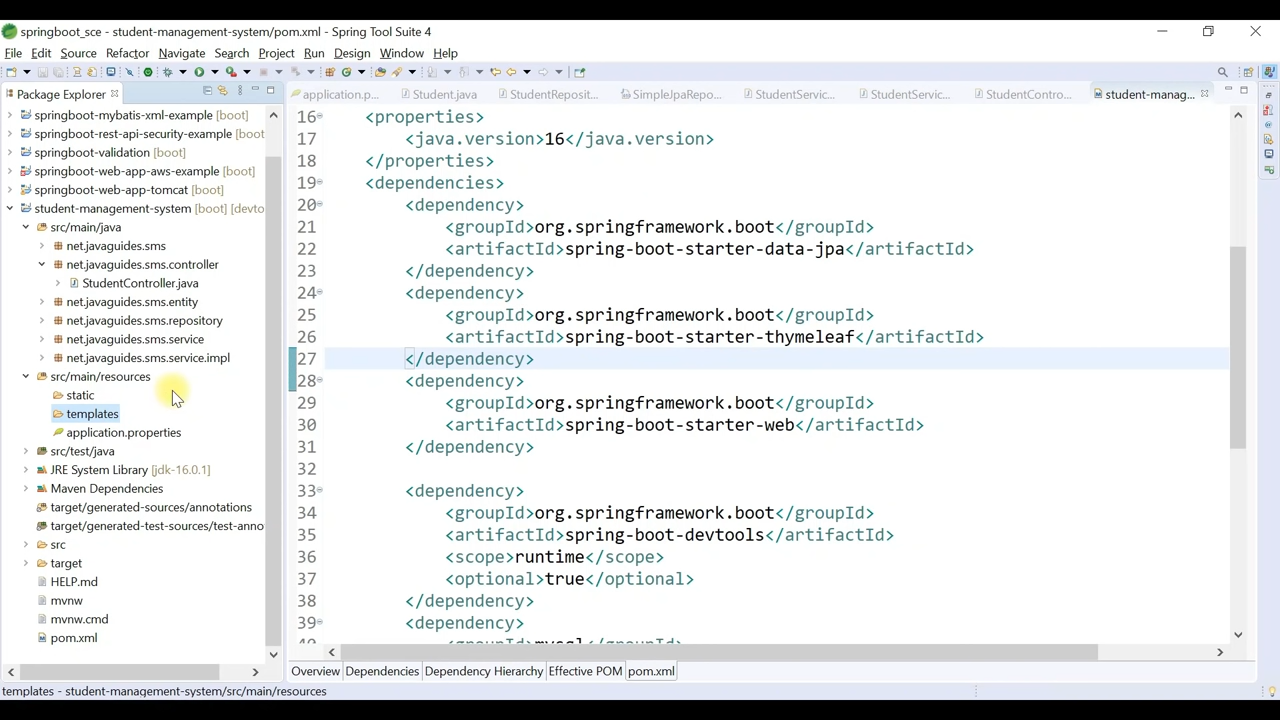 springboot_sce - student-management-system/pom.xml - Spring Tool Suite 4
File Edit Source Refactor Navigate Search Project Run Design Window Help
Package Explorer
application.p... Student.java StudentReposit... SimpleJpaRepo... StudentServic... StudentServic... StudentContro... student-manag...
springboot-mybatis-xml-example [boot]
springboot-rest-api-security-example [boot
springboot-validation [boot]
springboot-web-app-aws-example [boot]
springboot-web-app-tomcat [boot]
student-management-system [boot] [devto
src/main/java
net.javaguides.sms
net.javaguides.sms.controller
StudentController.java
net.javaguides.sms.entity
net.javaguides.sms.repository
net.javaguides.sms.service
net.javaguides.sms.service.impl
src/main/resources
static
templates
application.properties
src/test/java
JRE System Library [jdk-16.0.1]
Maven Dependencies
target/generated-sources/annotations
target/generated-test-sources/test-anno
src
target
HELP.md
mvnw
mvnw.cmd
pom.xml
16 <properties>
17 <java.version>16</java.version>
18 </properties>
19 <dependencies>
20 <dependency>
21 <groupId>org.springframework.boot</groupId>
22 <artifactId>spring-boot-starter-data-jpa</artifactId>
23 </dependency>
24 <dependency>
25 <groupId>org.springframework.boot</groupId>
26 <artifactId>spring-boot-starter-thymeleaf</artifactId>
27 </dependency>
28 <dependency>
29 <groupId>org.springframework.boot</groupId>
30 <artifactId>spring-boot-starter-web</artifactId>
31 </dependency>
32
33 <dependency>
34 <groupId>org.springframework.boot</groupId>
35 <artifactId>spring-boot-devtools</artifactId>
36 <scope>runtime</scope>
37 <optional>true</optional>
38 </dependency>
39 <dependency>
40 <groupId>mysql</groupId>
Overview Dependencies Dependency Hierarchy Effective POM pom.xml
templates - student-management-system/src/main/resources